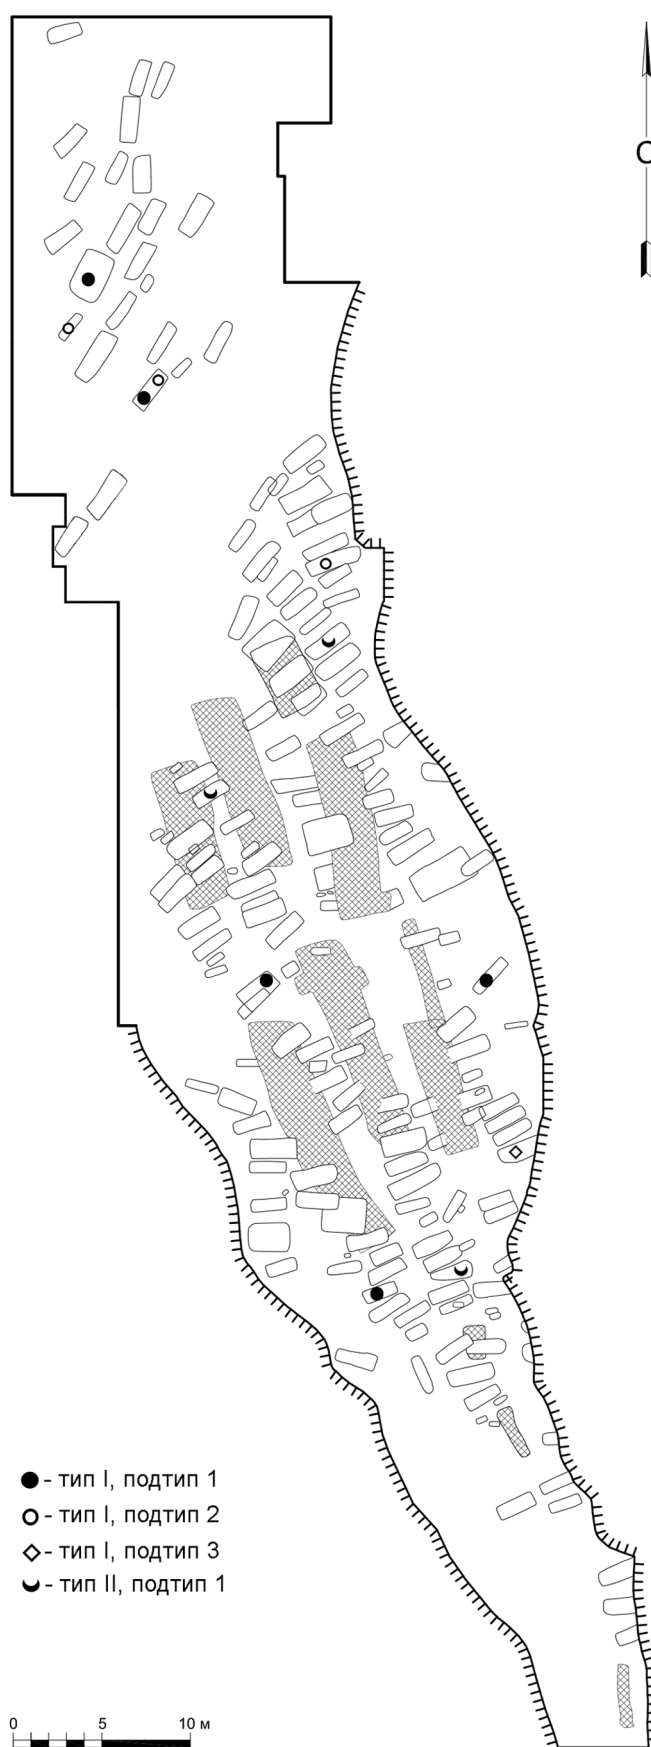 С
- тип I, подтип 1
- тип I, подтип 2
- тип I, подтип 3
- тип II, подтип 1
0 5 10 м